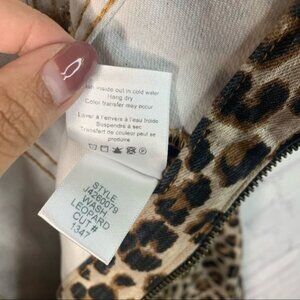 inside out in cold water
Hang dry
Color transfer may occur
Laver à l'envers à l'eau froide
Suspendre à sec
Transfert de couleur peut se
produire
STYLE
J4260079
WASH
LEOPARD
CUT #
1347